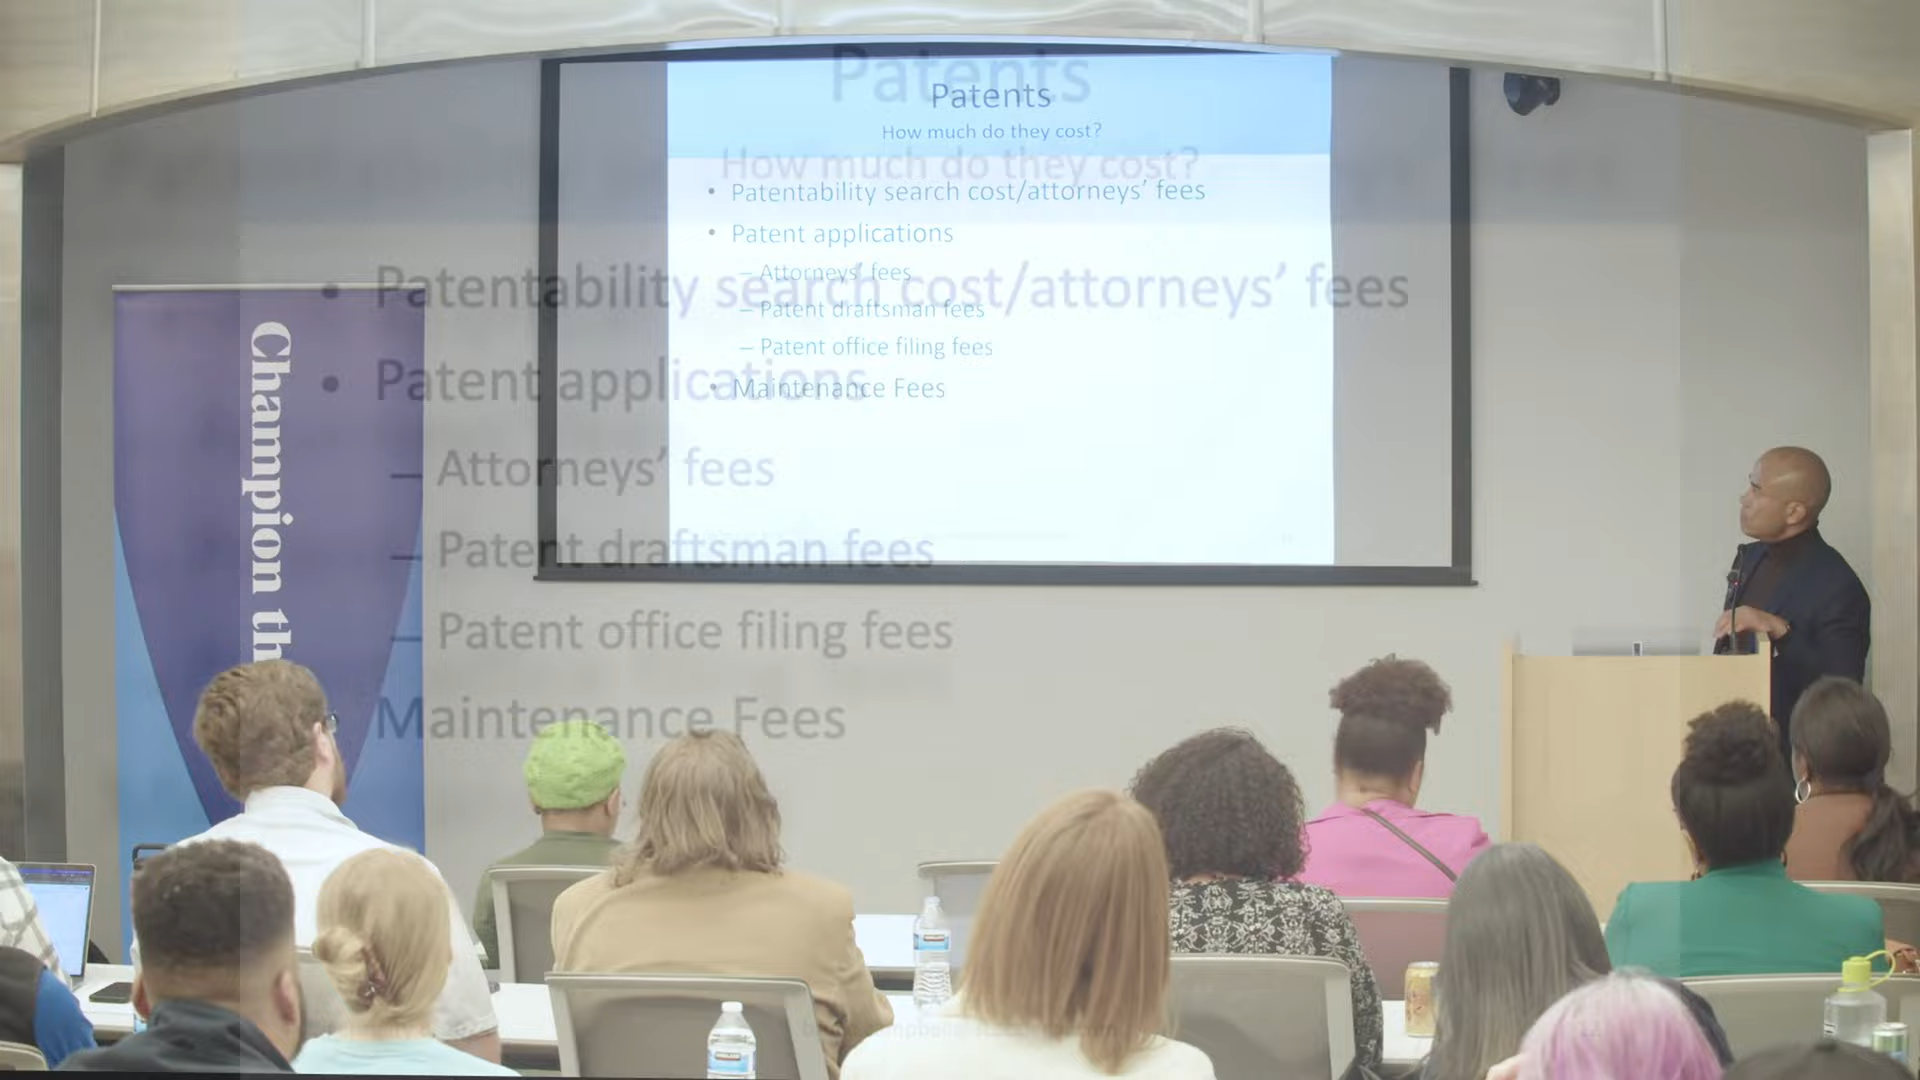 Patents
How much do they cost?
• Patentability search cost/attorneys' fees
• Patent applications
– Attorneys' fees
– Patent draftsman fees
– Patent office filing fees
• Maintenance Fees
Patents
How much do they cost?
• Patentability search cost/attorneys' fees
• Patent applications
– Attorneys' fees
– Patent draftsman fees
– Patent office filing fees
Maintenance Fees
Champion th